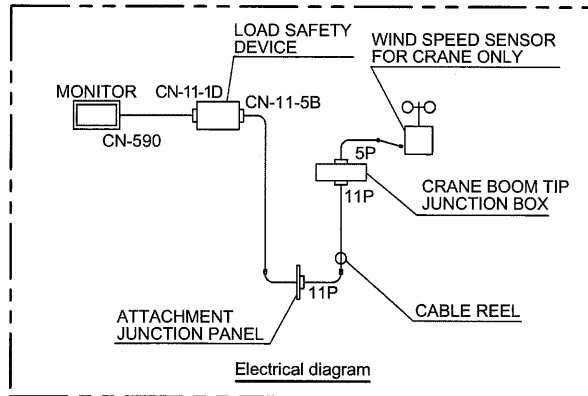 LOAD SAFETY
DEVICE
WIND SPEED SENSOR
FOR CRANE ONLY
MONITOR
CN-11-1D
CN-11-5B
CN-590
5P
11P
CRANE BOOM TIP
JUNCTION BOX
11P
ATTACHMENT
JUNCTION PANEL
CABLE REEL
Electrical diagram